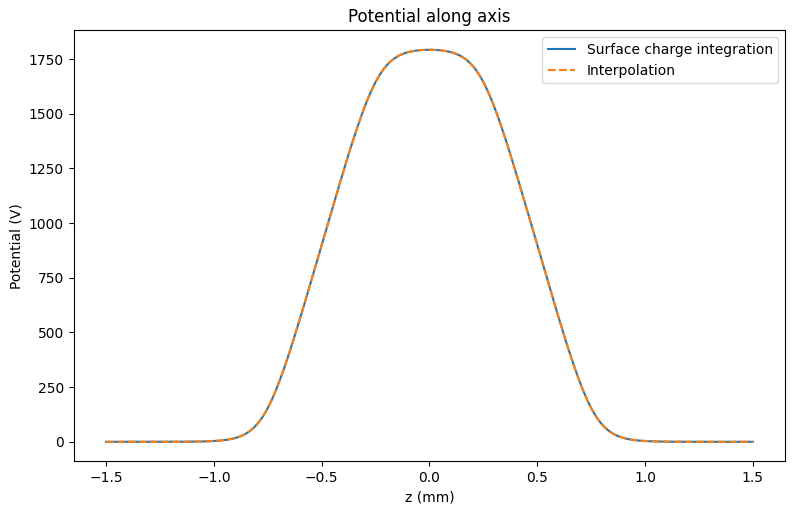 Potential along axis
Surface charge integration
Interpolation
Potential (V)
1750
1500
1250
1000
750
500
250
0
−1.5 −1.0 −0.5 0.0 0.5 1.0 1.5
z (mm)